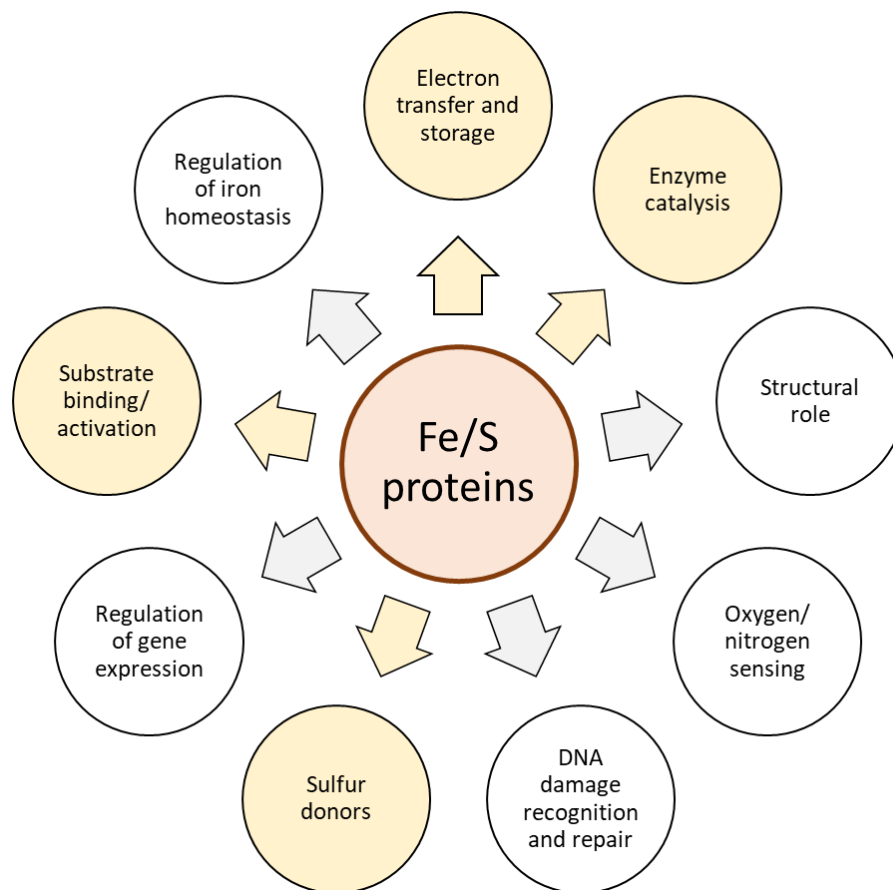 Electron
transfer and
storage
Enzyme
catalysis
Structural
role
Oxygen/
nitrogen
sensing
DNA
damage
recognition
and repair
Sulfur
donors
Regulation
of gene
expression
Substrate
binding/
activation
Regulation
of iron
homeostasis
Fe/S
proteins